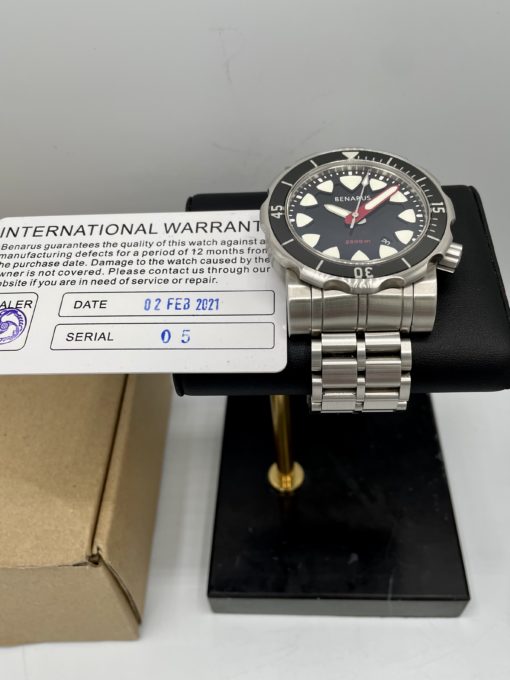 INTERNATIONAL WARRANT
Benarus guarantees the quality of this watch against a
manufacturing defects for a period of 12 months from
the purchase date. Damage to the watch caused by the
owner is not covered. Please contact us through our
ebsite if you are in need of service or repair.
ALER
DATE 02 FEB 2021
SERIAL 05
BENARUS
45
15
30